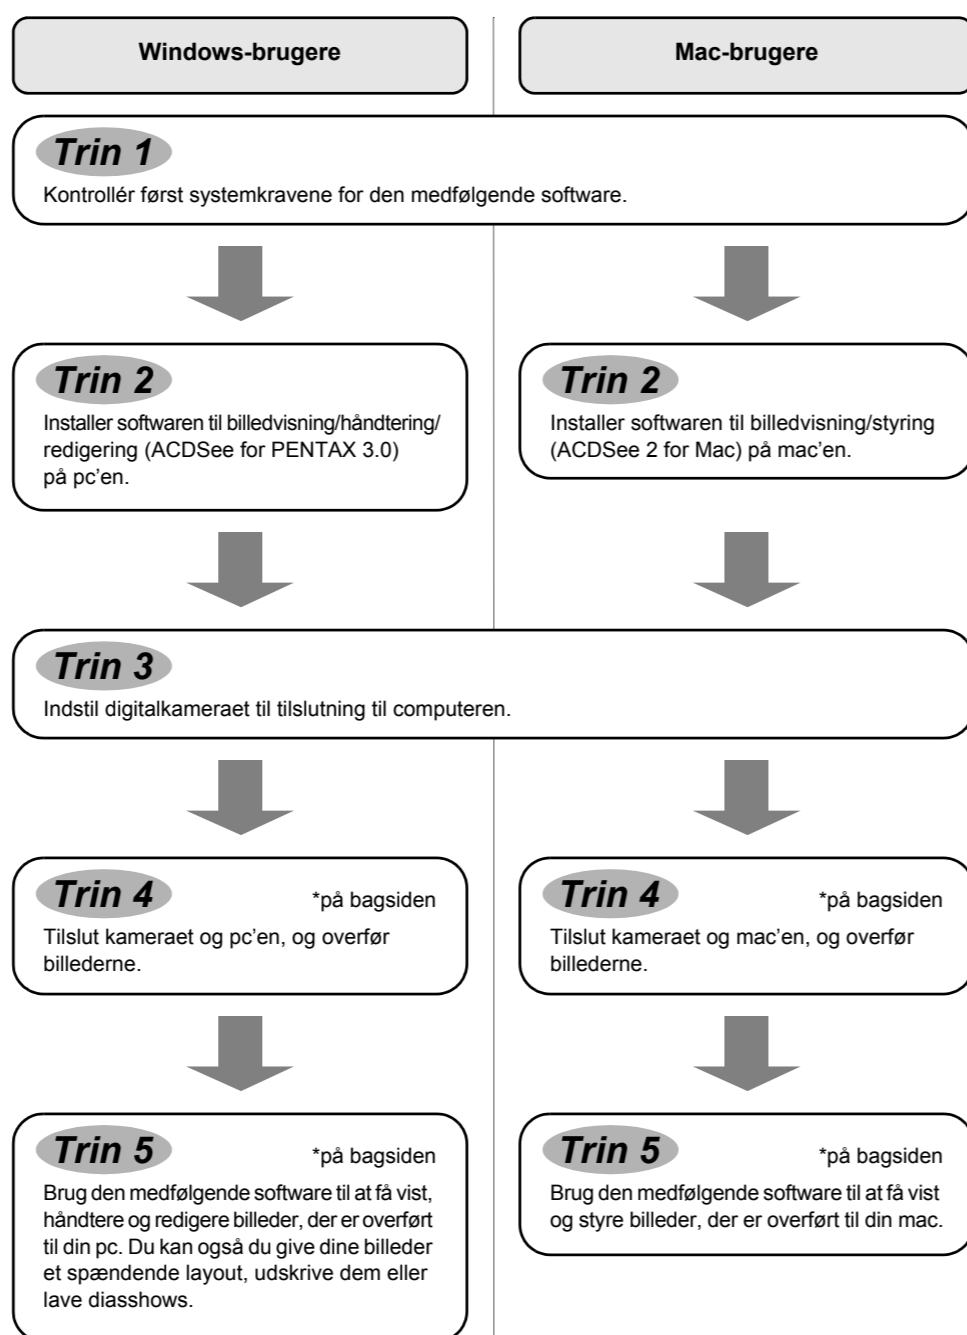 Windows-brugere
Mac-brugere
Trin 1
Kontrollér først systemkravene for den medfølgende software.
Trin 2
Installer softwaren til billedvisning/håndtering/
redigering (ACDSee for PENTAX 3.0)
på pc’en.
Trin 2
Installer softwaren til billedvisning/styring
(ACDSee 2 for Mac) på mac’en.
Trin 3
Indstil digitalkameraet til tilslutning til computeren.
Trin 4
*på bagsiden
Tilslut kameraet og pc’en, og overfør
billederne.
Trin 4
*på bagsiden
Tilslut kameraet og mac’en, og overfør
billederne.
Trin 5
*på bagsiden
Brug den medfølgende software til at få vist,
håndtere og redigere billeder, der er overført
til din pc. Du kan også du give dine billeder
et spændende layout, udskrive dem eller
lave diasshows.
Trin 5
*på bagsiden
Brug den medfølgende software til at få vist
og styre billeder, der er overført til din mac.